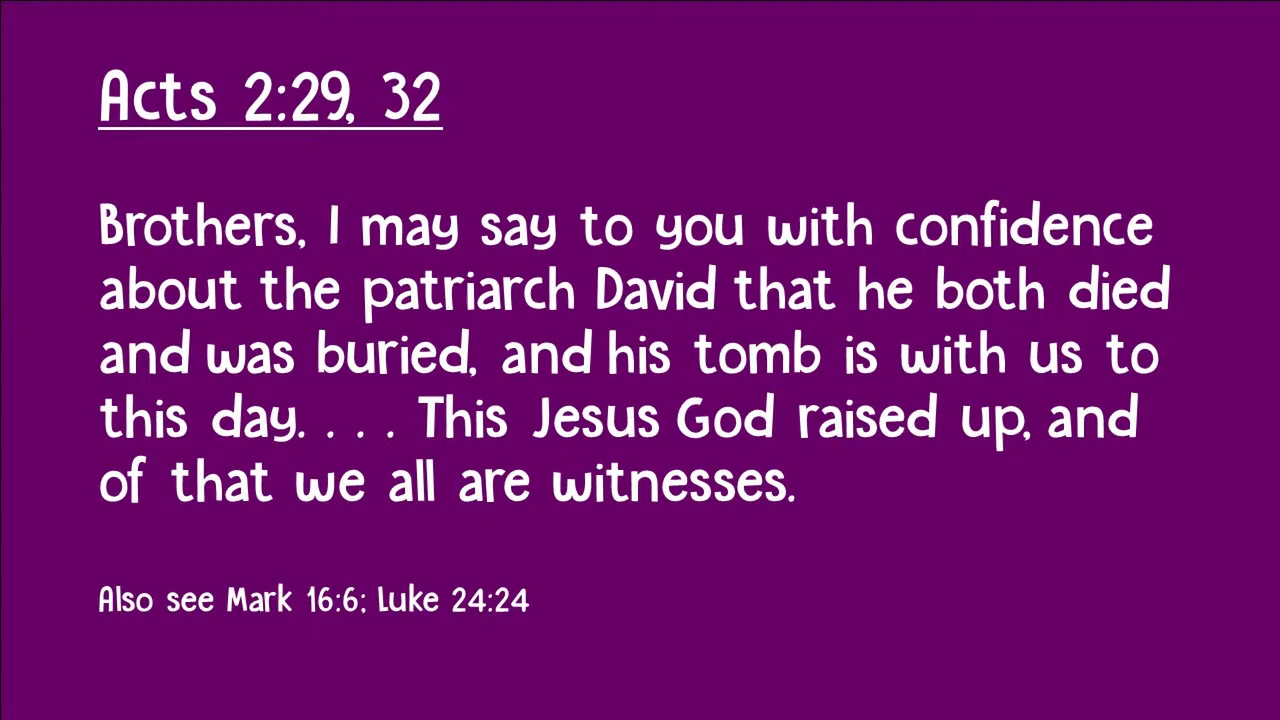 Acts 2:29, 32
Brothers, I may say to you with confidence
about the patriarch David that he both died
and was buried, and his tomb is with us to
this day. . . . This Jesus God raised up, and
of that we all are witnesses.
Also see Mark 16:6; Luke 24:24